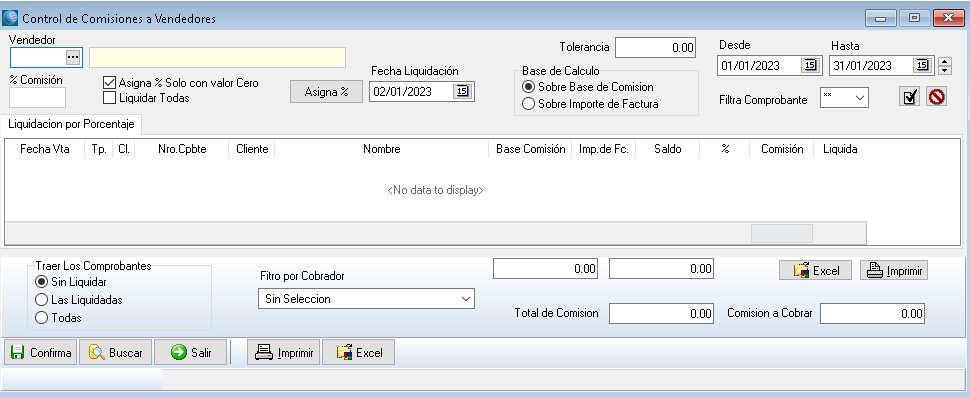 Control de Comisiones a Vendedores
Vendedor
...
Tolerancia 0.00
Desde
01/01/2023 15
Hasta
31/01/2023 15
% Comisión
Asigna % Solo con valor Cero
Liquidar Todas
Asigna %
Fecha Liquidación
02/01/2023 15
Base de Calculo
Sobre Base de Comision
Sobre Importe de Factura
Filtra Comprobante **
Liquidacion por Porcentaje
Fecha Vta Tp. Cl. Nro.Cpbte Cliente Nombre Base Comisión Imp.de Fc. Saldo % Comisión Liquida
<No data to display>
Traer Los Comprobantes
Sin Liquidar
Las Liquidadas
Todas
Fitro por Cobrador
Sin Seleccion
0.00 0.00
Excel Imprimir
Total de Comision 0.00 Comision a Cobrar 0.00
Confirma Buscar Salir Imprimir Excel